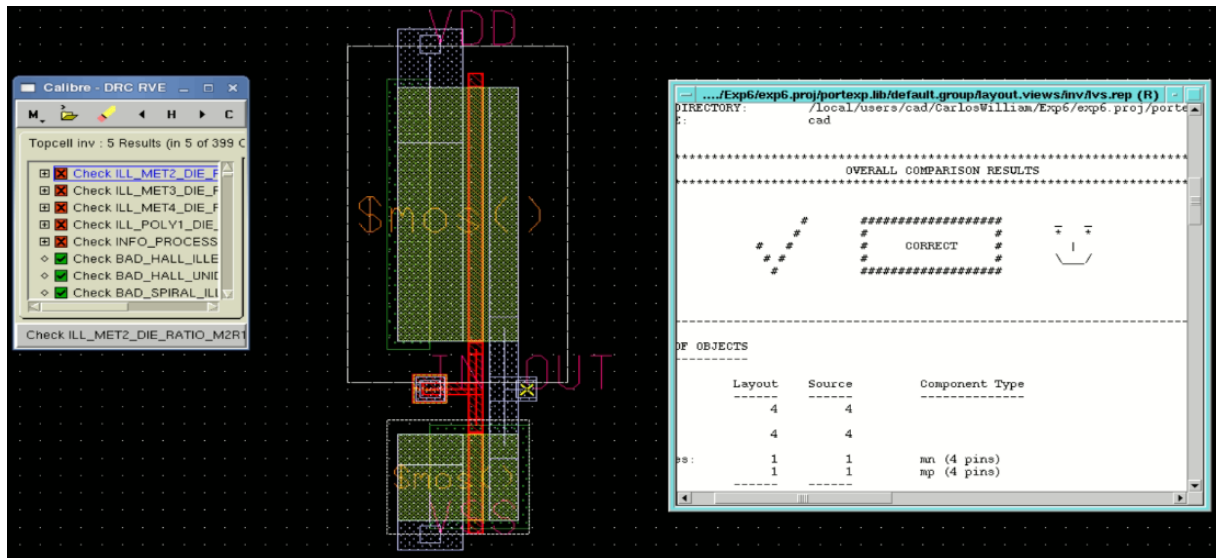 Calibre - DRC RVE
M
H
C
Topcell inv : 5 Results (in 5 of 399 C
Check ILL_MET2_DIE_F
Check ILL_MET3_DIE_F
Check ILL_MET4_DIE_F
Check ILL_POLY1_DIE_
Check INFO_PROCESS
Check BAD_HALL_ILLE
Check BAD_HALL_UNID
Check BAD_SPIRAL_ILL
Check ILL_MET2_DIE_RATIO_M2R1
VDD
$mos()
IN OUT
$mos()
VSS
..../Exp6/exp6.proj/portexp.lib/default.group/layout.views/inv/lvs.rep (R)
DIRECTORY: /local/users/cad/CarlosWilliam/Exp6/exp6.proj/porte
E: cad
OVERALL COMPARISON RESULTS
CORRECT
OF OBJECTS
Layout Source Component Type
4 4
4 4
es: 1 1 mn (4 pins)
1 1 mp (4 pins)